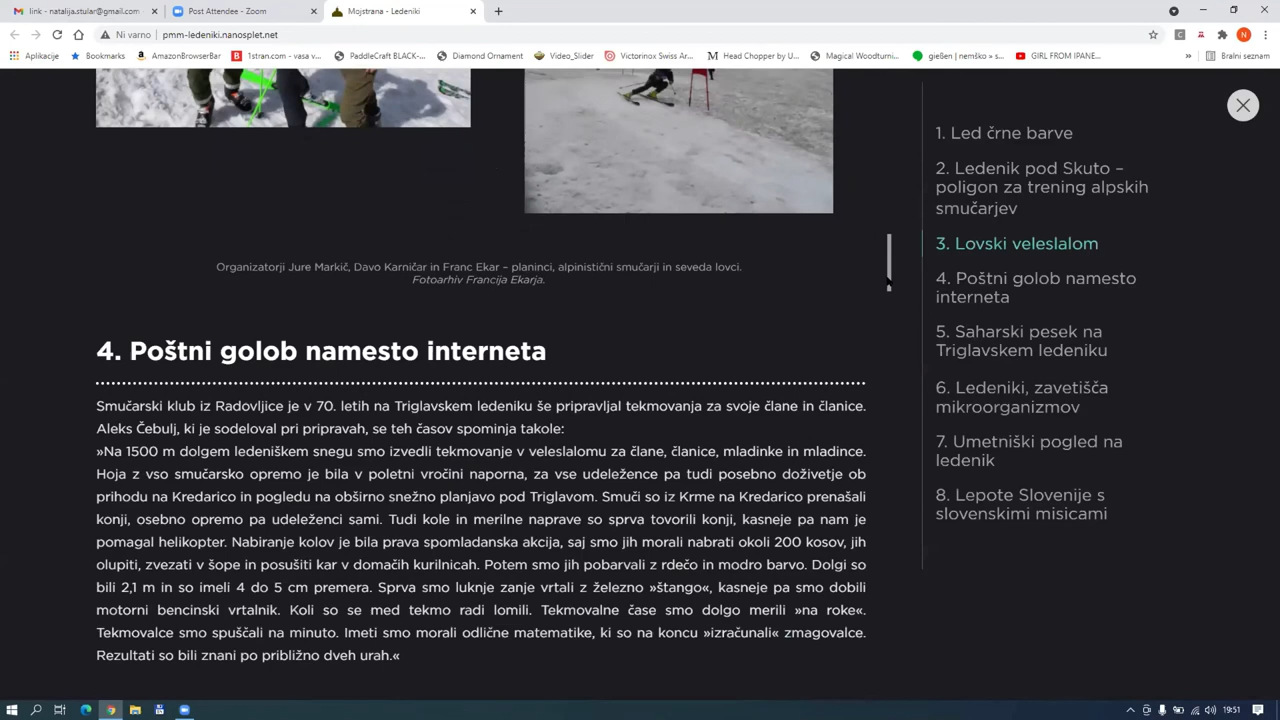 link - natalija.stular@gmail.com
Post Attendee - Zoom
Mojstrana - Ledeniki
Ni varno
pmm-ledeniki.nanosplet.net
N
Aplikacije
Bookmarks
AmazonBrowserBar
1stran.com - vasa v...
PaddleCraft BLACK-...
Diamond Ornament
Video_Slider
Victorinox Swiss Ar...
Head Chopper by U...
Magical Woodturni...
gießen | nemško » s...
GIRL FROM IPANE...
Bralni seznam
Organizatorji Jure Markič, Davo Karničar in Franc Ekar – planinci, alpinistični smučarji in seveda lovci.
Fotoarhiv Francija Ekarja.
4. Poštni golob namesto interneta
Smučarski klub iz Radovljice je v 70. letih na Triglavskem ledeniku še pripravljal tekmovanja za svoje člane in članice.
Aleks Čebulj, ki je sodeloval pri pripravah, se teh časov spominja takole:
»Na 1500 m dolgem ledeniškem snegu smo izvedli tekmovanje v veleslalomu za člane, članice, mladinke in mladince.
Hoja z vso smučarsko opremo je bila v poletni vročini naporna, za vse udeležence pa tudi posebno doživetje ob
prihodu na Kredarico in pogledu na obširno snežno planjavo pod Triglavom. Smuči so iz Krme na Kredarico prenašali
konji, osebno opremo pa udeleženci sami. Tudi kole in merilne naprave so sprva tovorili konji, kasneje pa nam je
pomagal helikopter. Nabiranje kolov je bila prava spomladanska akcija, saj smo jih morali nabrati okoli 200 kosov, jih
olupiti, zvezati v šope in posušiti kar v domačih kurilnicah. Potem smo jih pobarvali z rdečo in modro barvo. Dolgi so
bili 2,1 m in so imeli 4 do 5 cm premera. Sprva smo luknje zanje vrtali z železno »štango«, kasneje pa smo dobili
motorni bencinski vrtalnik. Koli so se med tekmo radi lomili. Tekmovalne čase smo dolgo merili »na roke«.
Tekmovalce smo spuščali na minuto. Imeti smo morali odlične matematike, ki so na koncu »izračunali« zmagovalce.
Rezultati so bili znani po približno dveh urah.«
1. Led črne barve
2. Ledenik pod Skuto –
poligon za trening alpskih
smučarjev
3. Lovski veleslalom
4. Poštni golob namesto
interneta
5. Saharski pesek na
Triglavskem ledeniku
6. Ledeniki, zavetišča
mikroorganizmov
7. Umetniški pogled na
ledenik
8. Lepote Slovenije s
slovenskimi misicami
19:51